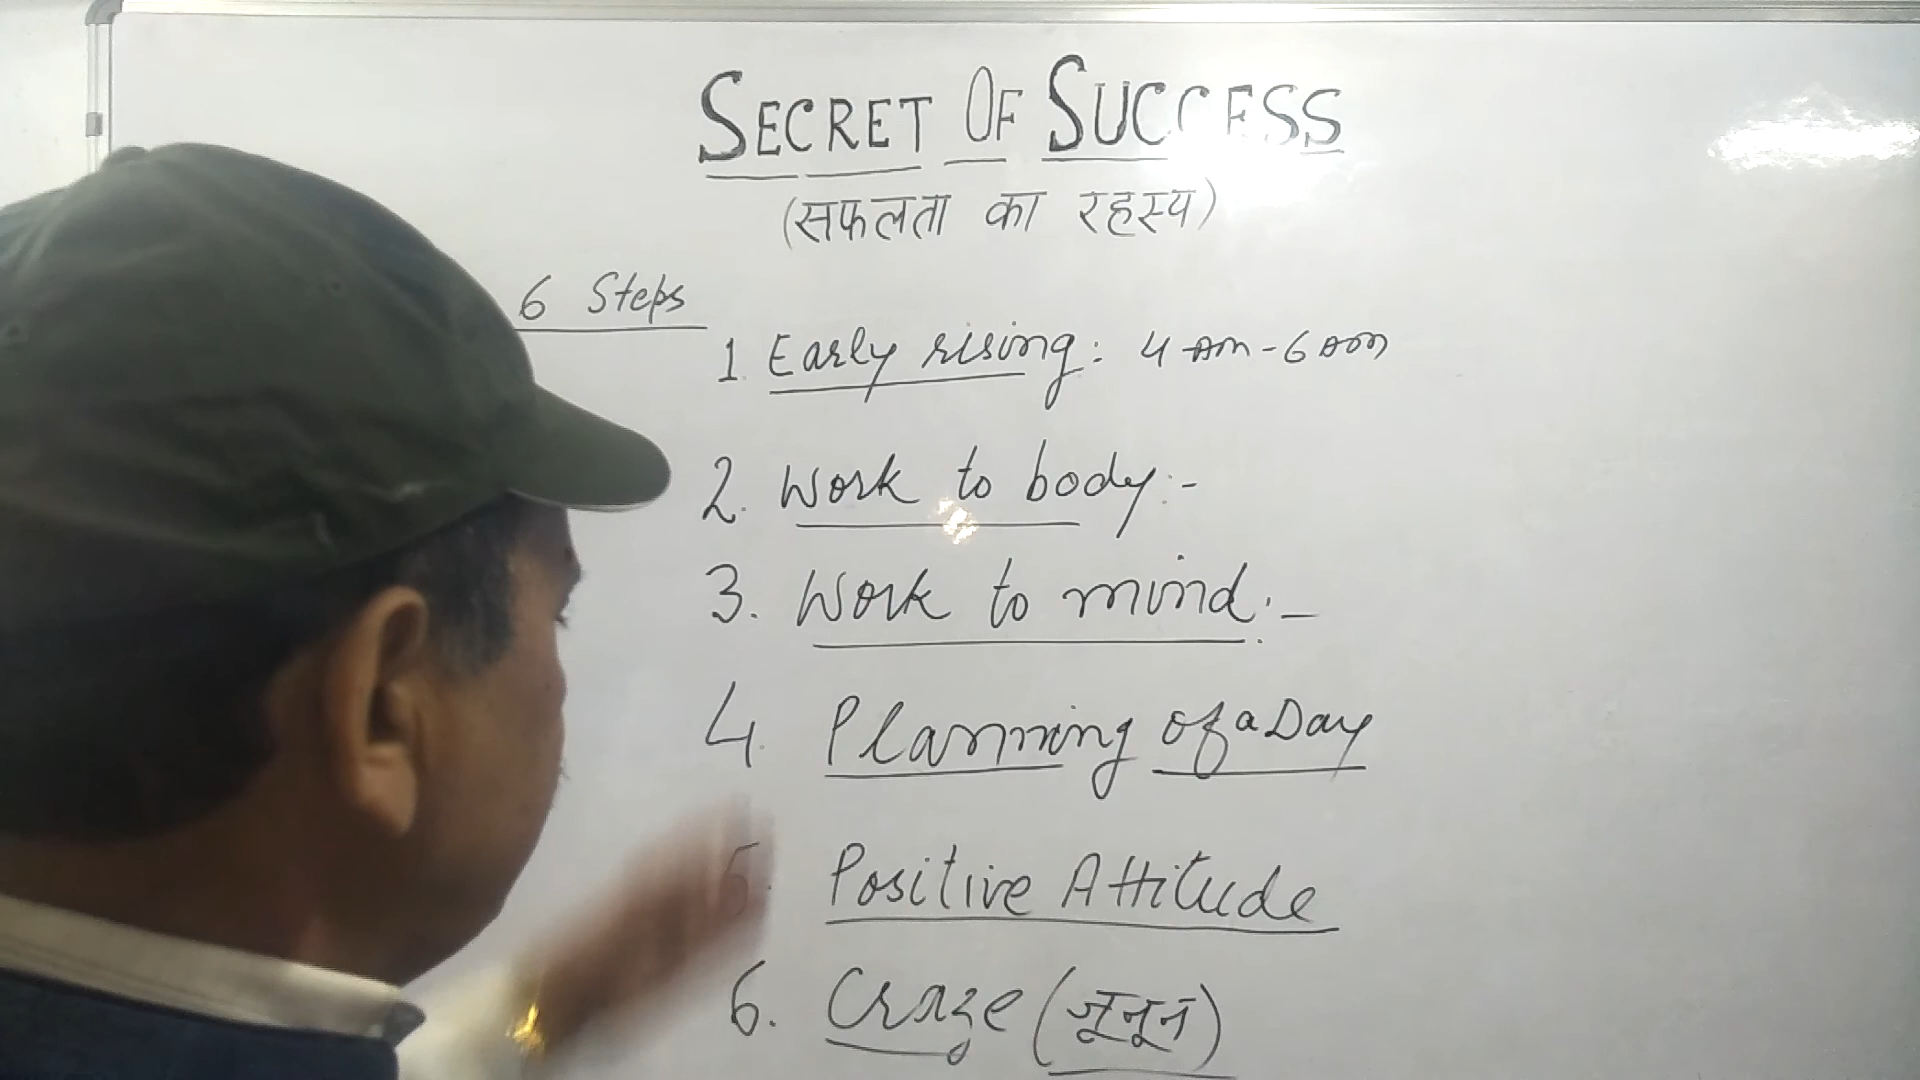 SECRET OF SUCCESS
(सफलता का रहस्य)
6 Steps
1. Early rising: 4 am - 6 am
2. Work to body:-
3. Work to mind:-
4. Planning of a Day
5. Positive Attitude
6. Craze (जूनून)